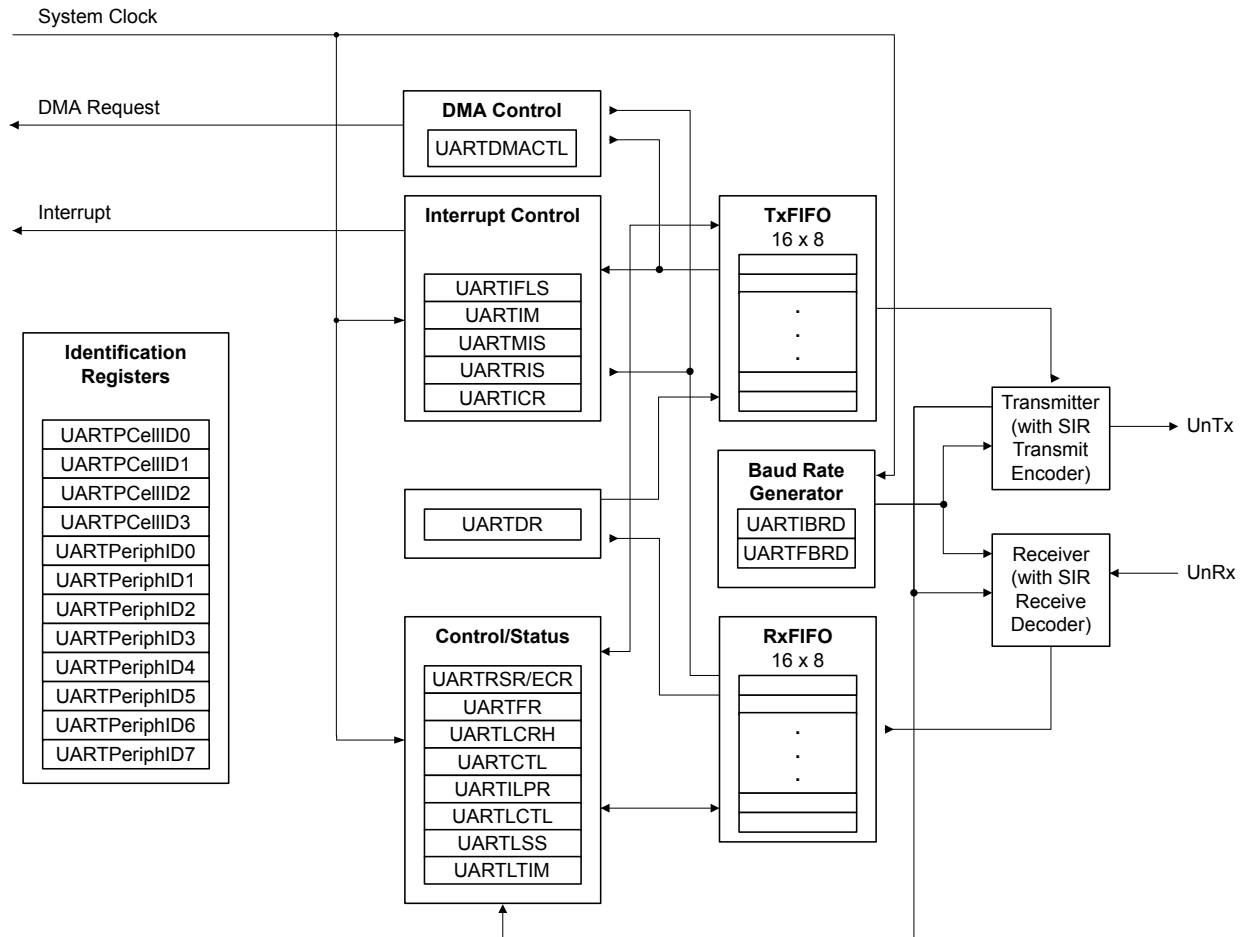 System Clock
DMA Request
DMA Control
UARTDMACTL
Interrupt
Interrupt Control
UARTIFLS
UARTIM
UARTMIS
UARTRIS
UARTICR
TxFIFO
16 x 8
.
.
.
Identification
Registers
UARTPCellID0
UARTPCellID1
UARTPCellID2
UARTPCellID3
UARTPeriphID0
UARTPeriphID1
UARTPeriphID2
UARTPeriphID3
UARTPeriphID4
UARTPeriphID5
UARTPeriphID6
UARTPeriphID7
Transmitter
(with SIR
Transmit
Encoder)
UnTx
UARTDR
Baud Rate
Generator
UARTIBRD
UARTFBRD
Receiver
(with SIR
Receive
Decoder)
UnRx
Control/Status
UARTRSR/ECR
UARTFR
UARTLCRH
UARTCTL
UARTILPR
UARTLCTL
UARTLSS
UARTLTIM
RxFIFO
16 x 8
.
.
.